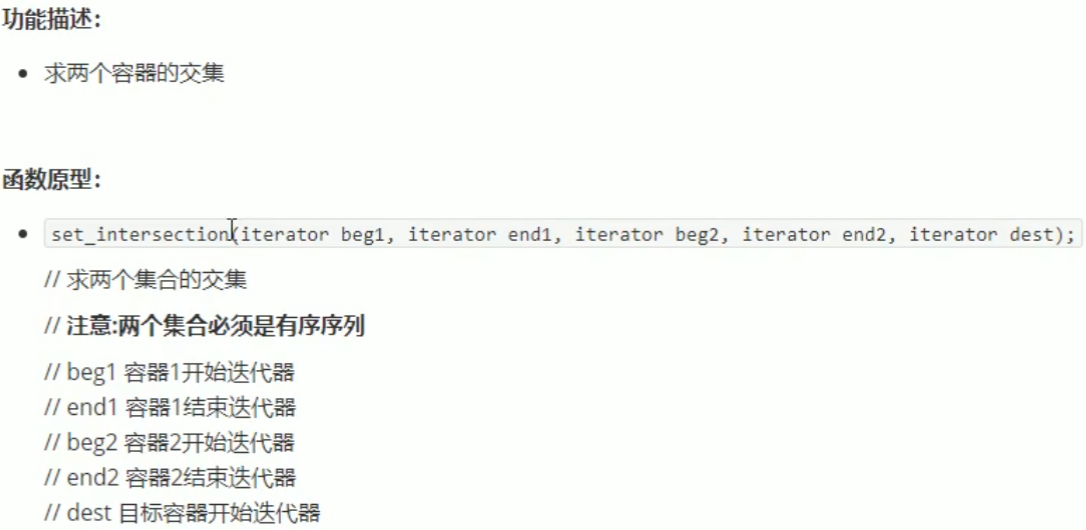 功能描述：
求两个容器的交集
函数原型：
set_intersection(iterator beg1, iterator end1, iterator beg2, iterator end2, iterator dest);
// 求两个集合的交集
// 注意:两个集合必须是有序序列
// beg1 容器1开始迭代器
// end1 容器1结束迭代器
// beg2 容器2开始迭代器
// end2 容器2结束迭代器
// dest 目标容器开始迭代器